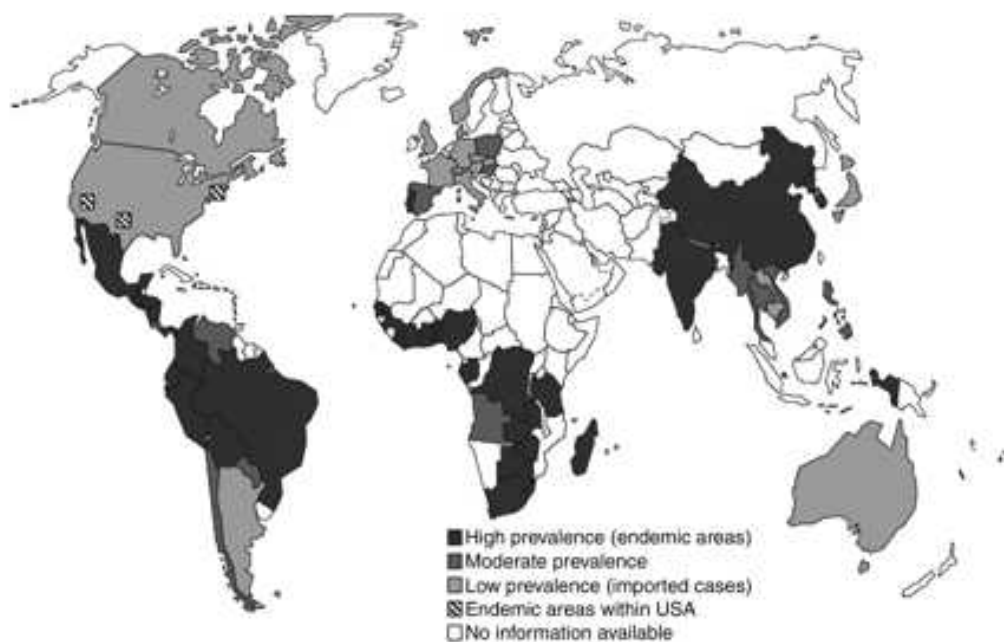 High prevalence (endemic areas)
Moderate prevalence
Low prevalence (imported cases)
Endemic areas within USA
No information available